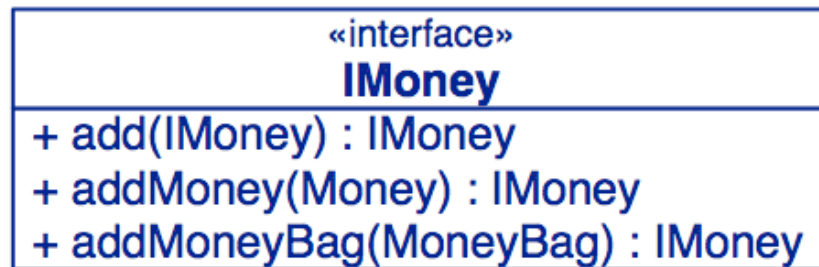 «interface»
IMoney
+ add(IMoney) : IMoney
+ addMoney(Money) : IMoney
+ addMoneyBag(MoneyBag) : IMoney